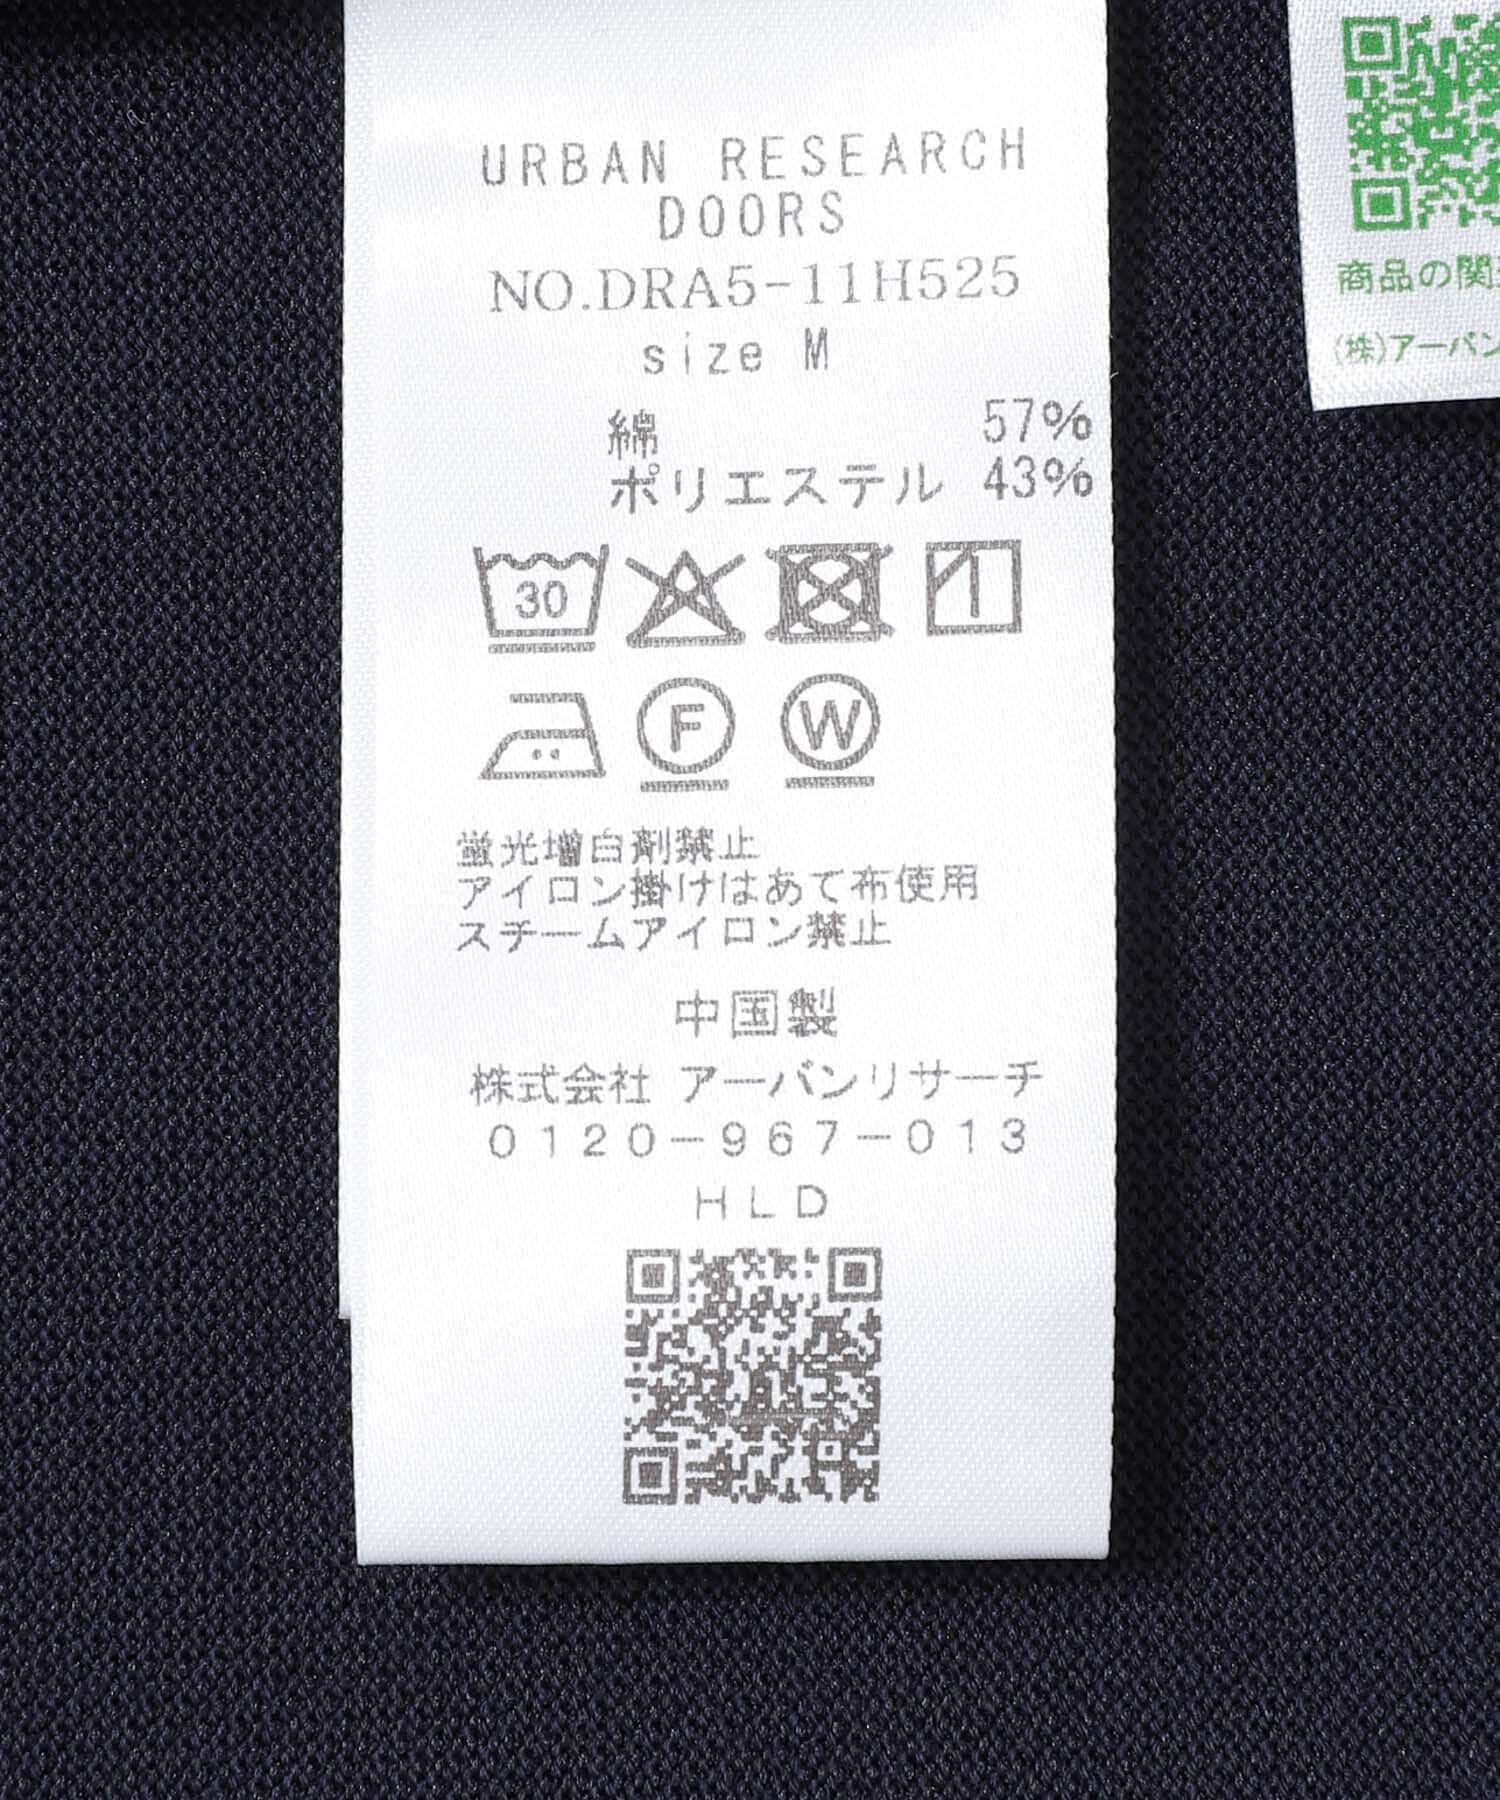 URBAN RESEARCH
DOORS
NO.DRA5-11H525
size M
綿 57%
ポリエステル 43%
30
F W
蛍光増白剤禁止
アイロン掛けはあて布使用
スチームアイロン禁止
中国製
株式会社 アーバンリサーチ
0120-967-013
HLD
商品の関
(株)アーバン